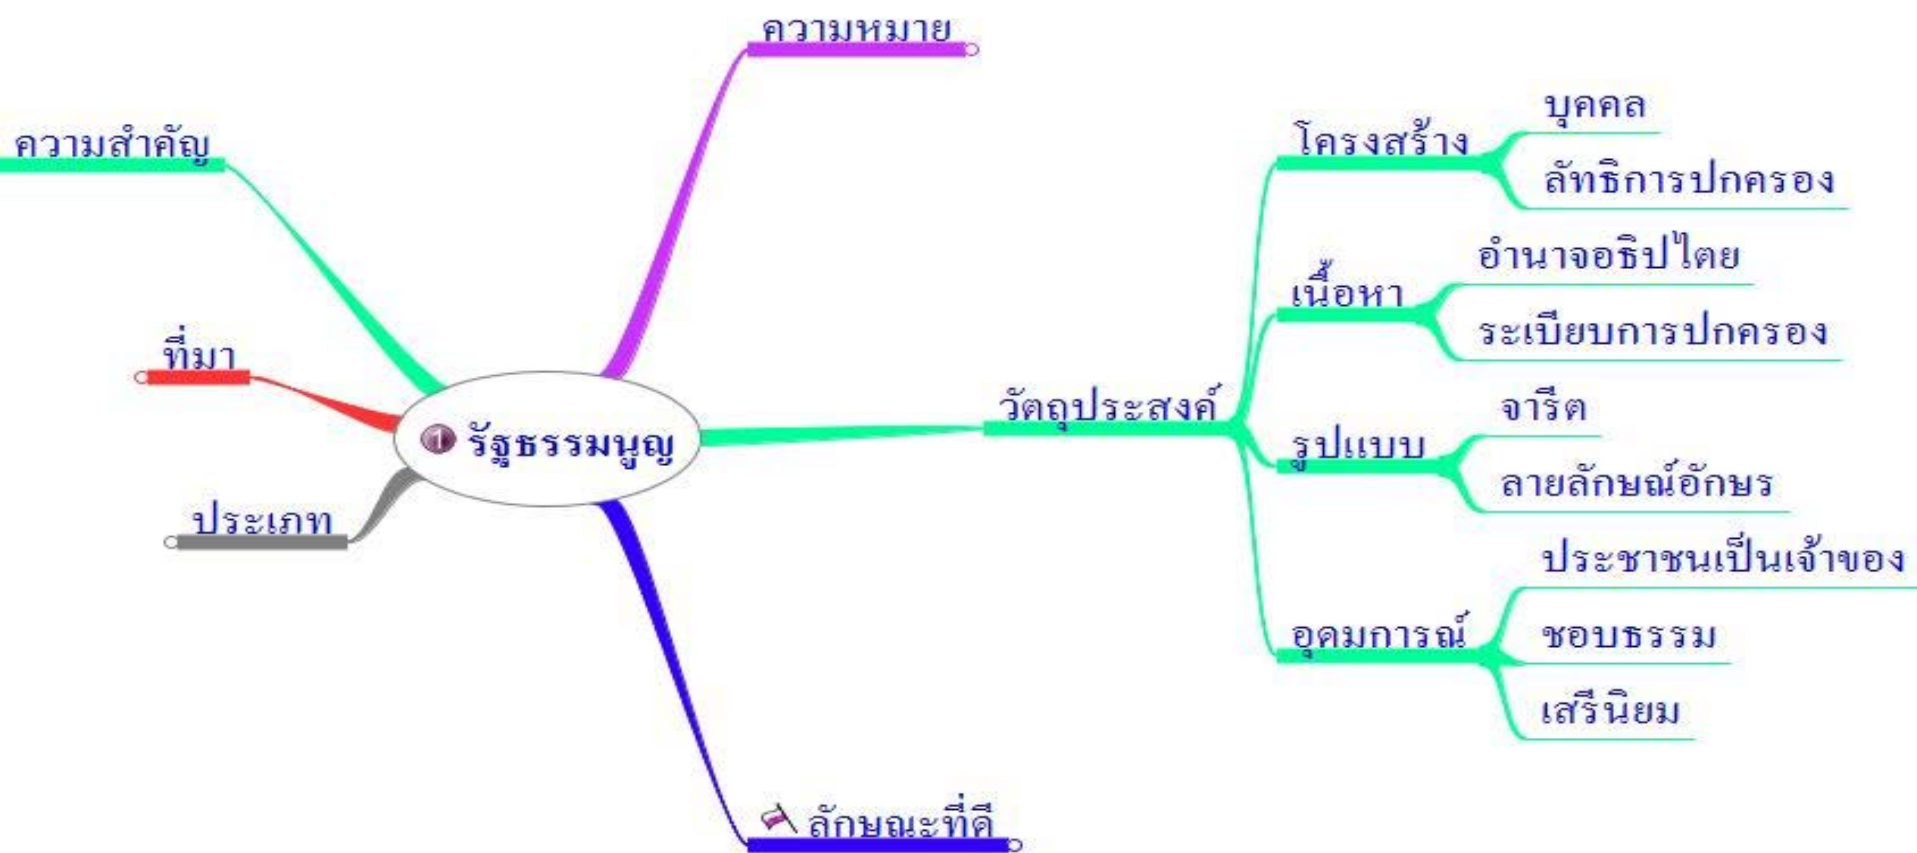 ความหมาย
ความสำคัญ
ที่มา
ประเภท
1 รัฐธรรมนูญ
ลักษณะที่ดี
วัตถุประสงค์
โครงสร้าง
บุคคล
ลัทธิการปกครอง
เนื้อหา
อำนาจอธิปไตย
ระเบียบการปกครอง
รูปแบบ
จารีต
ลายลักษณ์อักษร
อุดมการณ์
ประชาชนเป็นเจ้าของ
ชอบธรรม
เสรีนิยม